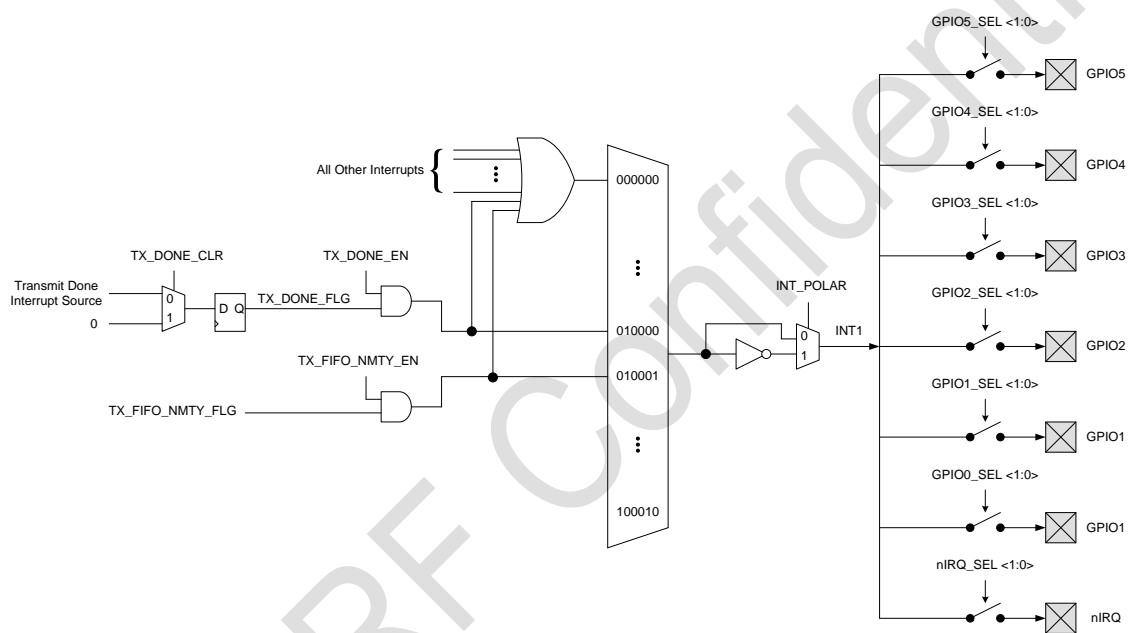 GPIO5_SEL <1:0>
GPIO5
GPIO4_SEL <1:0>
GPIO4
All Other Interrupts
000000
GPIO3_SEL <1:0>
GPIO3
TX_DONE_CLR
TX_DONE_EN
Transmit Done
Interrupt Source
0
0
1
D Q
TX_DONE_FLG
INT_POLAR
GPIO2_SEL <1:0>
010000
0
1
INT1
GPIO2
TX_FIFO_NMTY_EN
010001
TX_FIFO_NMTY_FLG
GPIO1_SEL <1:0>
GPIO1
GPIO0_SEL <1:0>
100010
GPIO1
nIRQ_SEL <1:0>
nIRQ
RF Confidenti